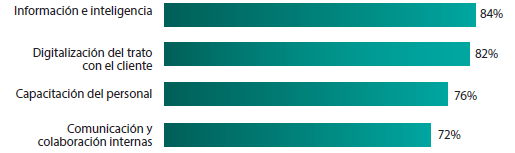 Información e inteligencia
84%
Digitalización del trato
con el cliente
82%
Capacitación del personal
76%
Comunicación y
colaboración internas
72%